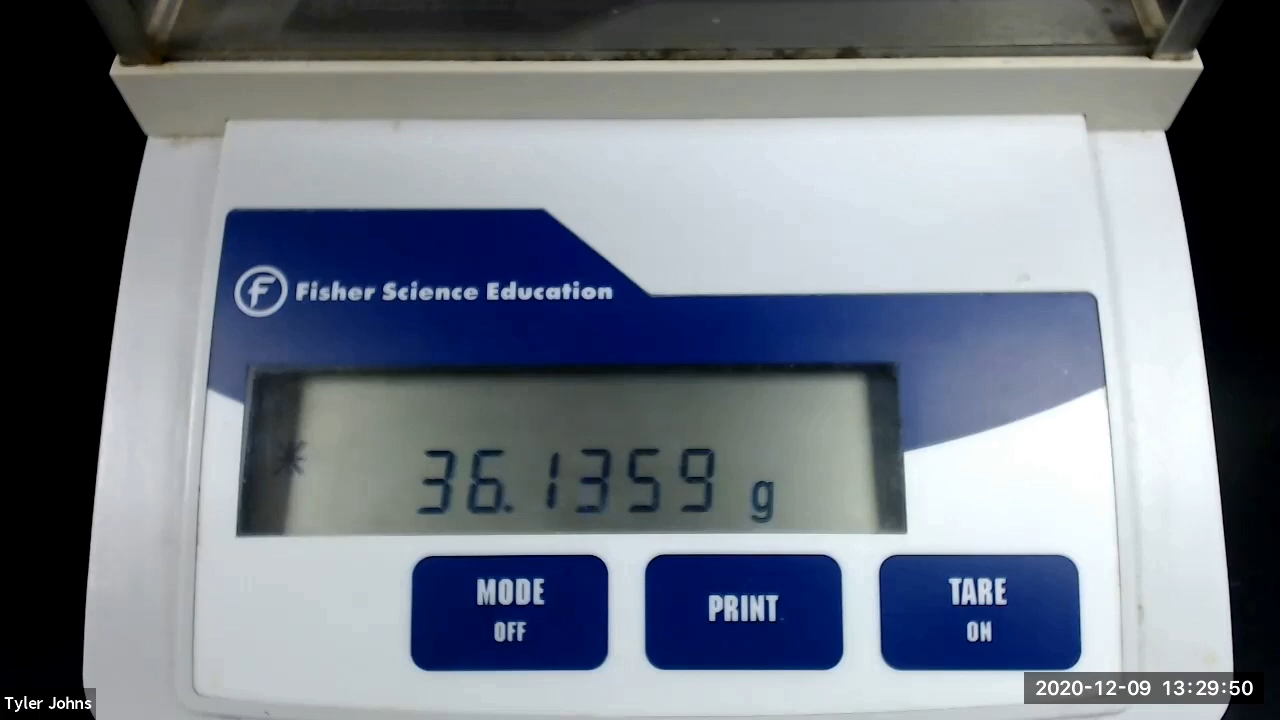 Fisher Science Education
* 36.1359 g
MODE
OFF
PRINT
TARE
ON
Tyler Johns
2020-12-09 13:29:50